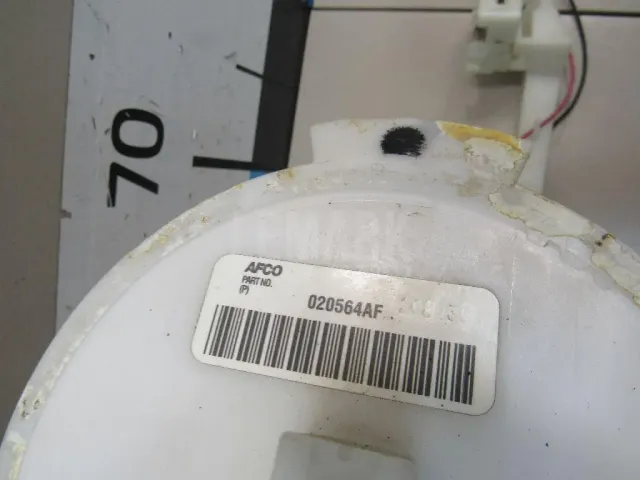 70
AFCO
PART NO.
(P)
020564AF